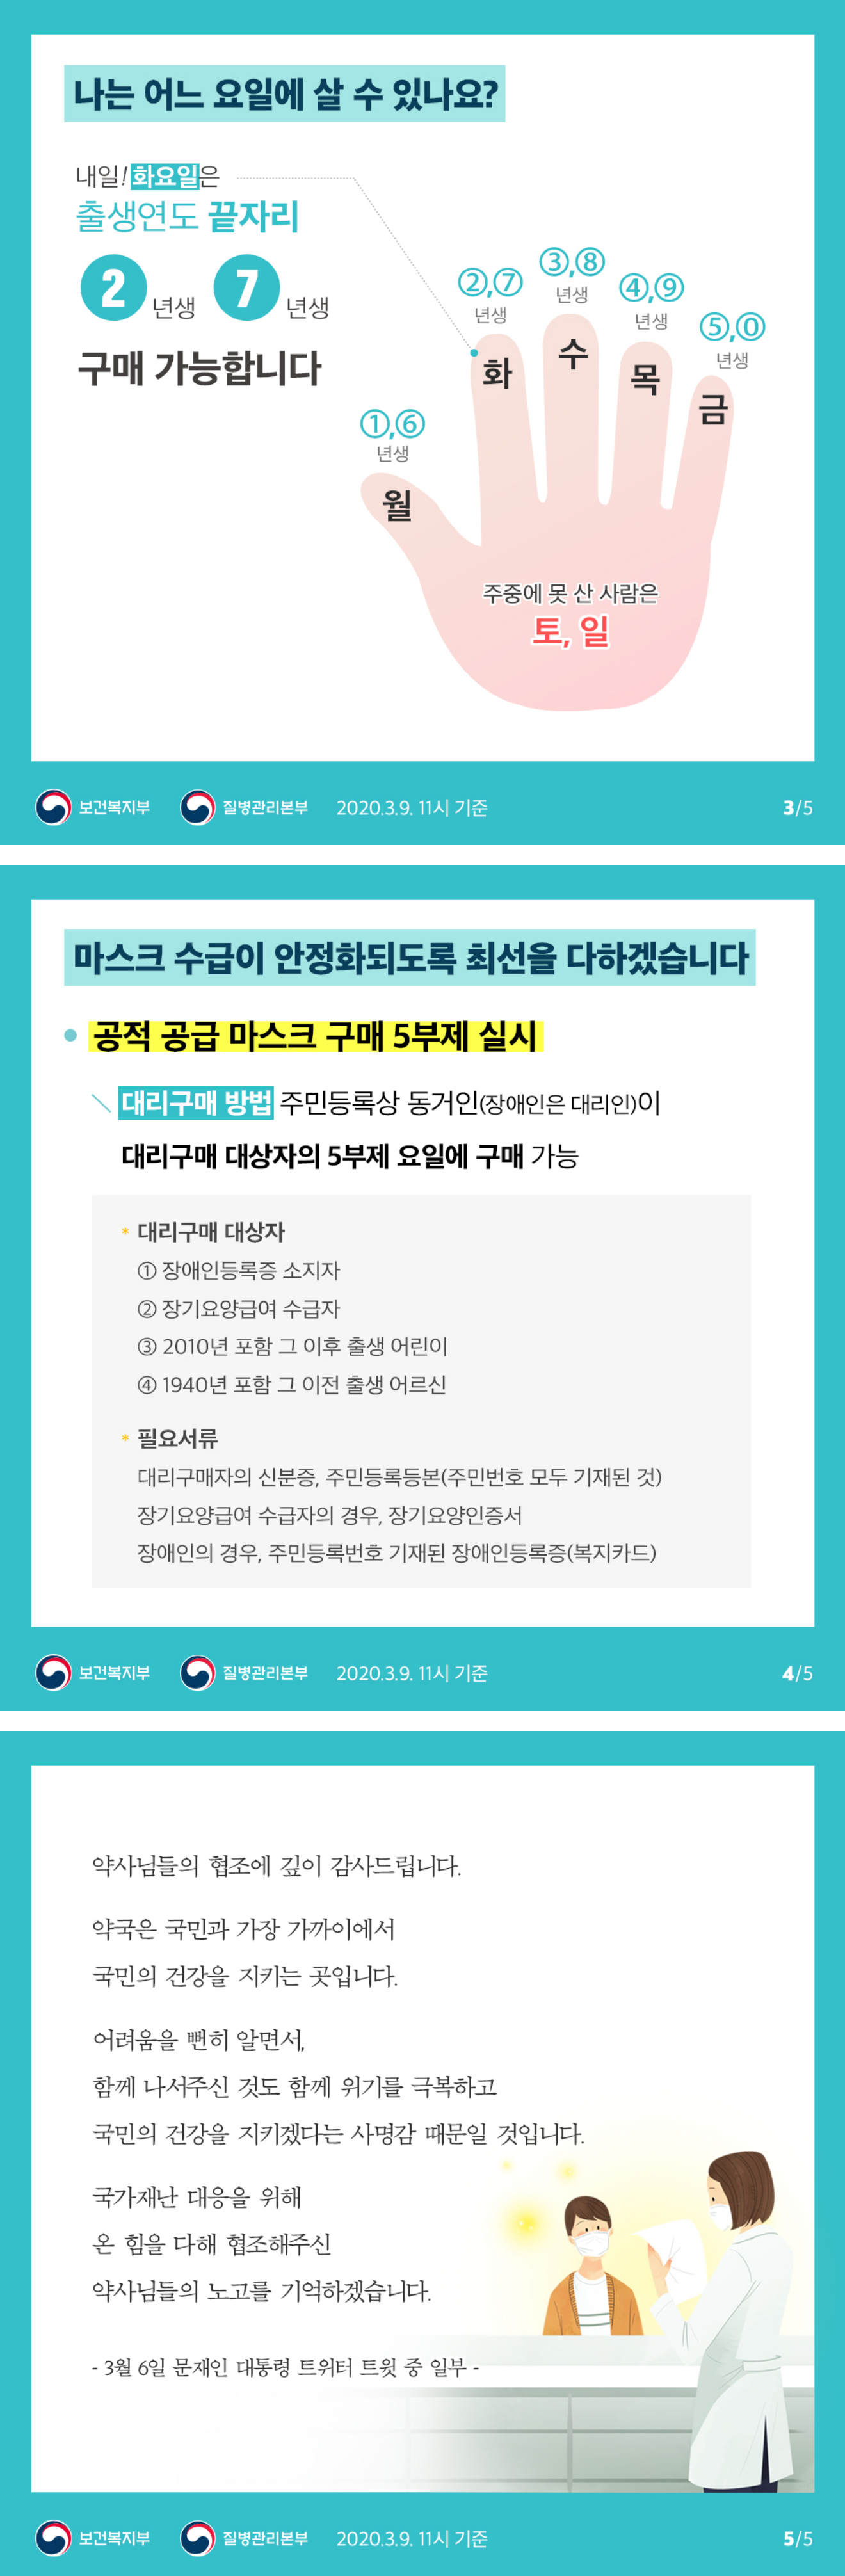 나는 어느 요일에 살 수 있나요?
내일! 화요일은
출생연도 끝자리
2 년생 7 년생
구매 가능합니다
①,⑥
년생
월
②,⑦
년생
화
③,⑧
년생
수
④,⑨
년생
목
⑤,⓪
년생
금
주중에 못 산 사람은
토, 일
보건복지부 질병관리본부 2020.3.9. 11시 기준 3/5
마스크 수급이 안정화되도록 최선을 다하겠습니다
• 공적 공급 마스크 구매 5부제 실시
\ 대리구매 방법 주민등록상 동거인(장애인은 대리인)이
대리구매 대상자의 5부제 요일에 구매 가능
* 대리구매 대상자
① 장애인등록증 소지자
② 장기요양급여 수급자
③ 2010년 포함 그 이후 출생 어린이
④ 1940년 포함 그 이전 출생 어르신
* 필요서류
대리구매자의 신분증, 주민등록등본(주민번호 모두 기재된 것)
장기요양급여 수급자의 경우, 장기요양인증서
장애인의 경우, 주민등록번호 기재된 장애인등록증(복지카드)
보건복지부 질병관리본부 2020.3.9. 11시 기준 4/5
약사님들의 협조에 깊이 감사드립니다.
약국은 국민과 가장 가까이에서
국민의 건강을 지키는 곳입니다.
어려움을 뻔히 알면서,
함께 나서주신 것도 함께 위기를 극복하고
국민의 건강을 지키겠다는 사명감 때문일 것입니다.
국가재난 대응을 위해
온 힘을 다해 협조해주신
약사님들의 노고를 기억하겠습니다.
- 3월 6일 문재인 대통령 트위터 트윗 중 일부 -
보건복지부 질병관리본부 2020.3.9. 11시 기준 5/5